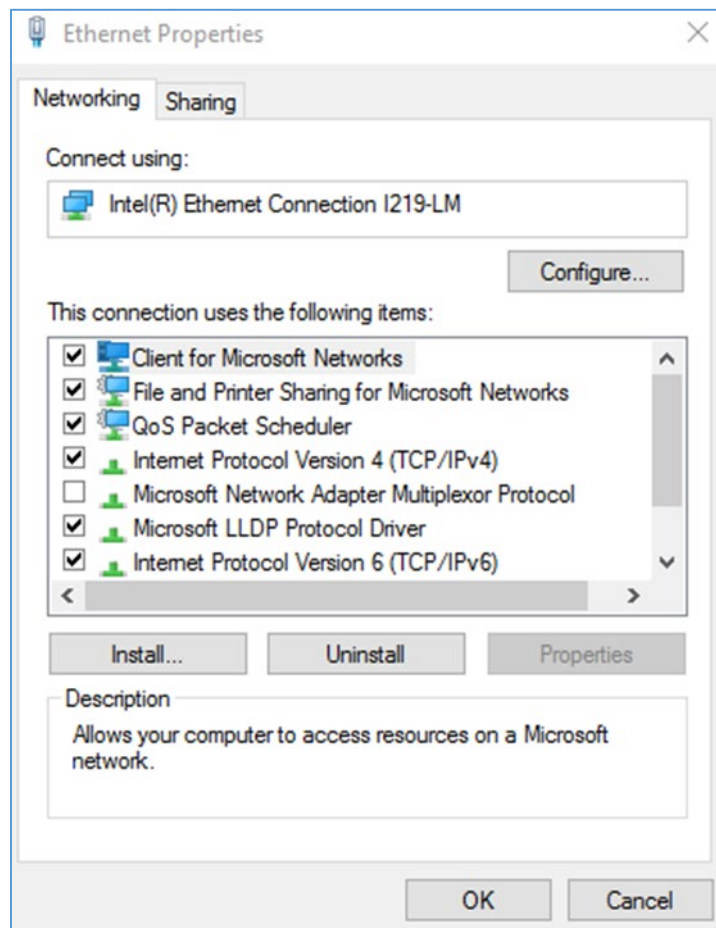 Ethernet Properties
Networking
Sharing
Connect using:
Intel(R) Ethernet Connection I219-LM
Configure...
This connection uses the following items:
Client for Microsoft Networks
File and Printer Sharing for Microsoft Networks
QoS Packet Scheduler
Internet Protocol Version 4 (TCP/IPv4)
Microsoft Network Adapter Multiplexor Protocol
Microsoft LLDP Protocol Driver
Internet Protocol Version 6 (TCP/IPv6)
Install...
Uninstall
Properties
Description
Allows your computer to access resources on a Microsoft
network.
OK
Cancel